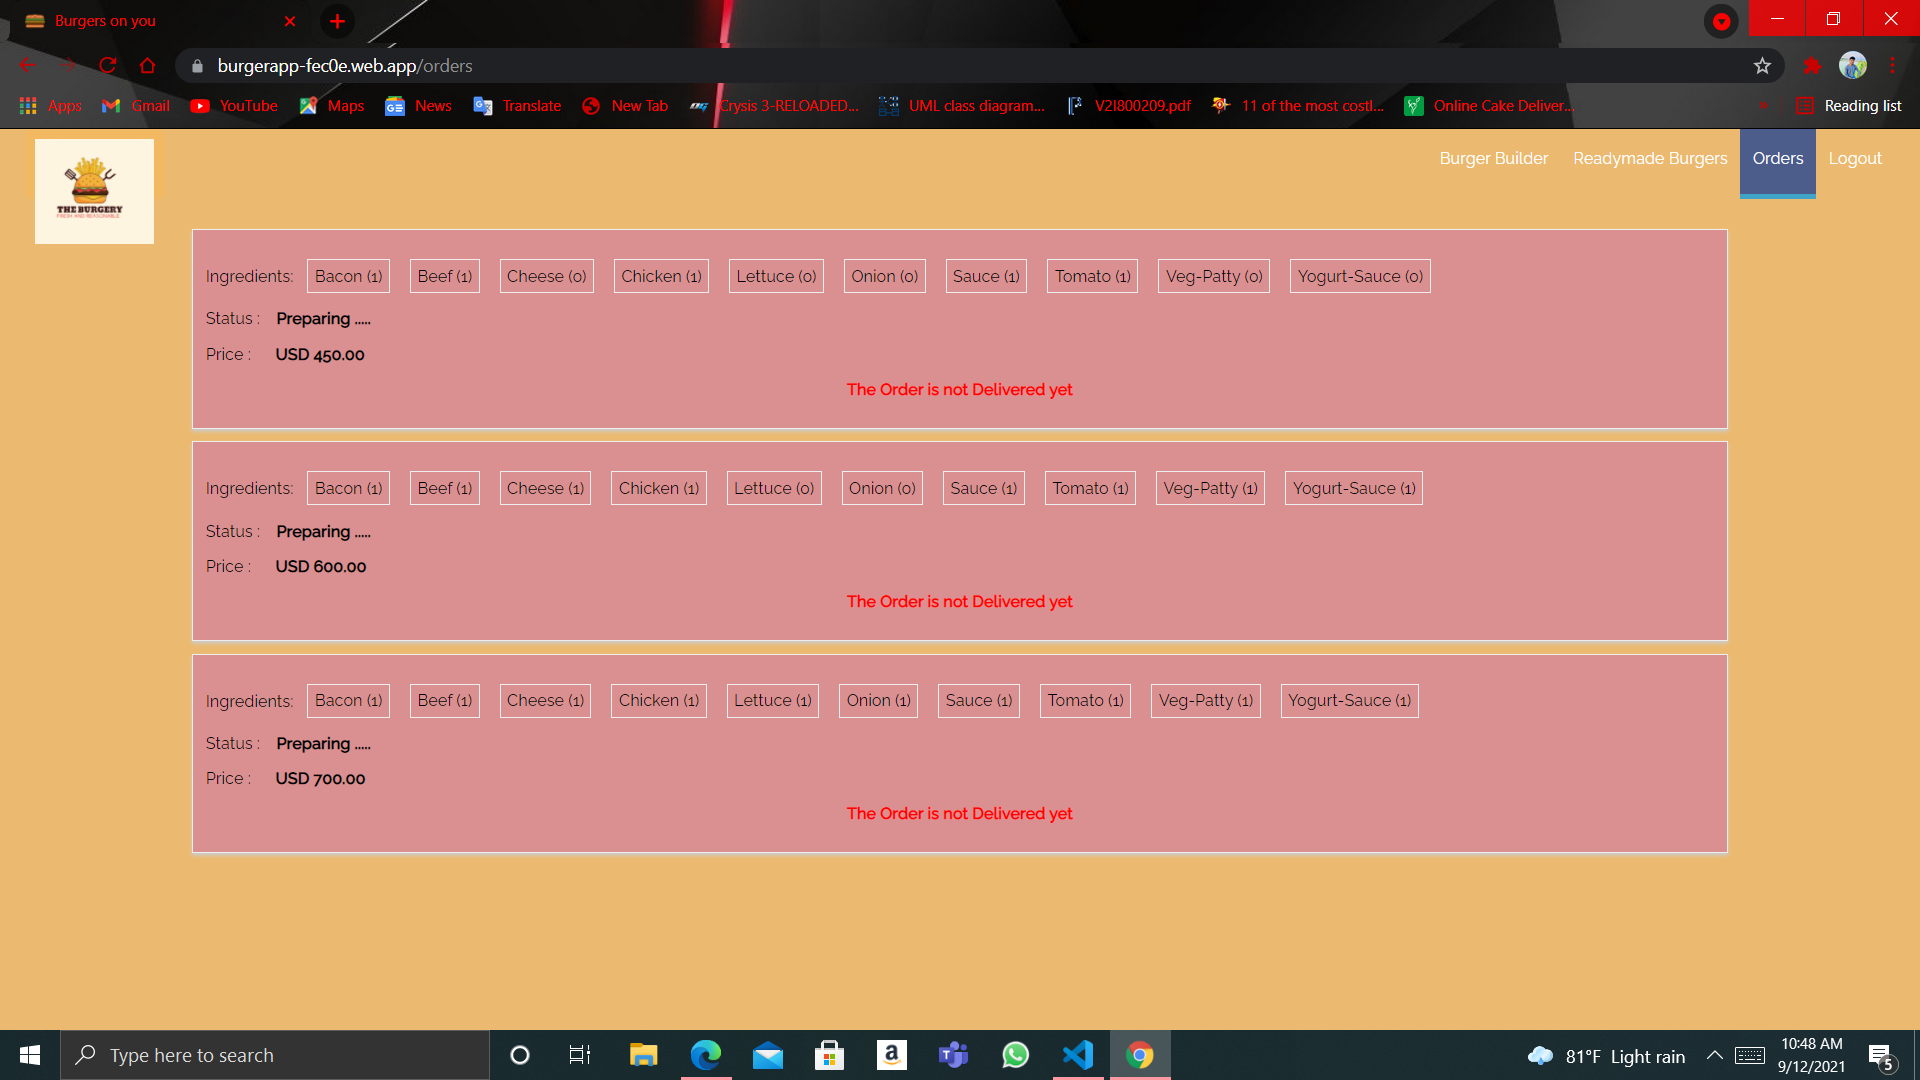 Burgers on you
burgerapp-fec0e.web.app/orders
Apps Gmail YouTube Maps News Translate New Tab Crysis 3-RELOADED... UML class diagram... V2I800209.pdf 11 of the most costl... Online Cake Deliver... » Reading list
THE BURGERY
FRESH AND REASONABLE
Burger Builder Readymade Burgers Orders Logout
Ingredients: Bacon (1) Beef (1) Cheese (0) Chicken (1) Lettuce (0) Onion (0) Sauce (1) Tomato (1) Veg-Patty (0) Yogurt-Sauce (0)
Status : Preparing .....
Price : USD 450.00
The Order is not Delivered yet
Ingredients: Bacon (1) Beef (1) Cheese (1) Chicken (1) Lettuce (0) Onion (0) Sauce (1) Tomato (1) Veg-Patty (1) Yogurt-Sauce (1)
Status : Preparing .....
Price : USD 600.00
The Order is not Delivered yet
Ingredients: Bacon (1) Beef (1) Cheese (1) Chicken (1) Lettuce (1) Onion (1) Sauce (1) Tomato (1) Veg-Patty (1) Yogurt-Sauce (1)
Status : Preparing .....
Price : USD 700.00
The Order is not Delivered yet
Type here to search
81°F Light rain
10:48 AM
9/12/2021
5